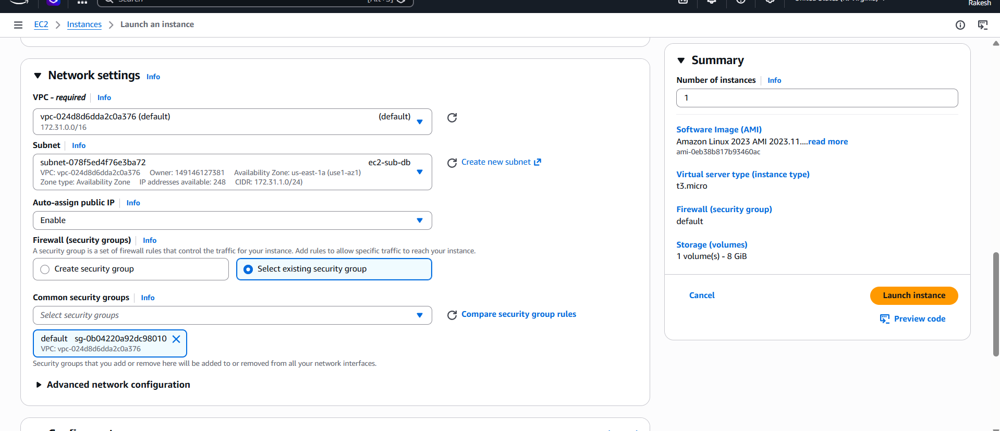 Search
[Alt+S]
United States (N. Virginia)
Rakesh
EC2 > Instances > Launch an instance
Network settings Info
VPC - required Info
vpc-024d8d6dda2c0a376 (default) (default)
172.31.0.0/16
Subnet Info
subnet-078f5ed4f76e3ba72 ec2-sub-db
VPC: vpc-024d8d6dda2c0a376 Owner: 149146127381 Availability Zone: us-east-1a (use1-az1)
Zone type: Availability Zone IP addresses available: 248 CIDR: 172.31.1.0/24)
Create new subnet
Auto-assign public IP Info
Enable
Firewall (security groups) Info
A security group is a set of firewall rules that control the traffic for your instance. Add rules to allow specific traffic to reach your instance.
Create security group
Select existing security group
Common security groups Info
Select security groups
Compare security group rules
default sg-0b04220a92dc98010
VPC: vpc-024d8d6dda2c0a376
Security groups that you add or remove here will be added to or removed from all your network interfaces.
Advanced network configuration
Summary
Number of instances Info
1
Software Image (AMI)
Amazon Linux 2023 AMI 2023.11....read more
ami-0eb38b817b93460ac
Virtual server type (instance type)
t3.micro
Firewall (security group)
default
Storage (volumes)
1 volume(s) - 8 GiB
Cancel
Launch instance
Preview code